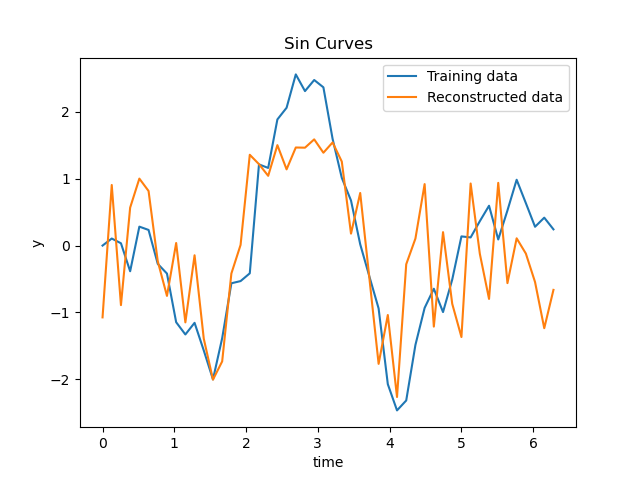 Sin Curves
Training data
Reconstructed data
2
1
0
−1
−2
y
0 1 2 3 4 5 6
time